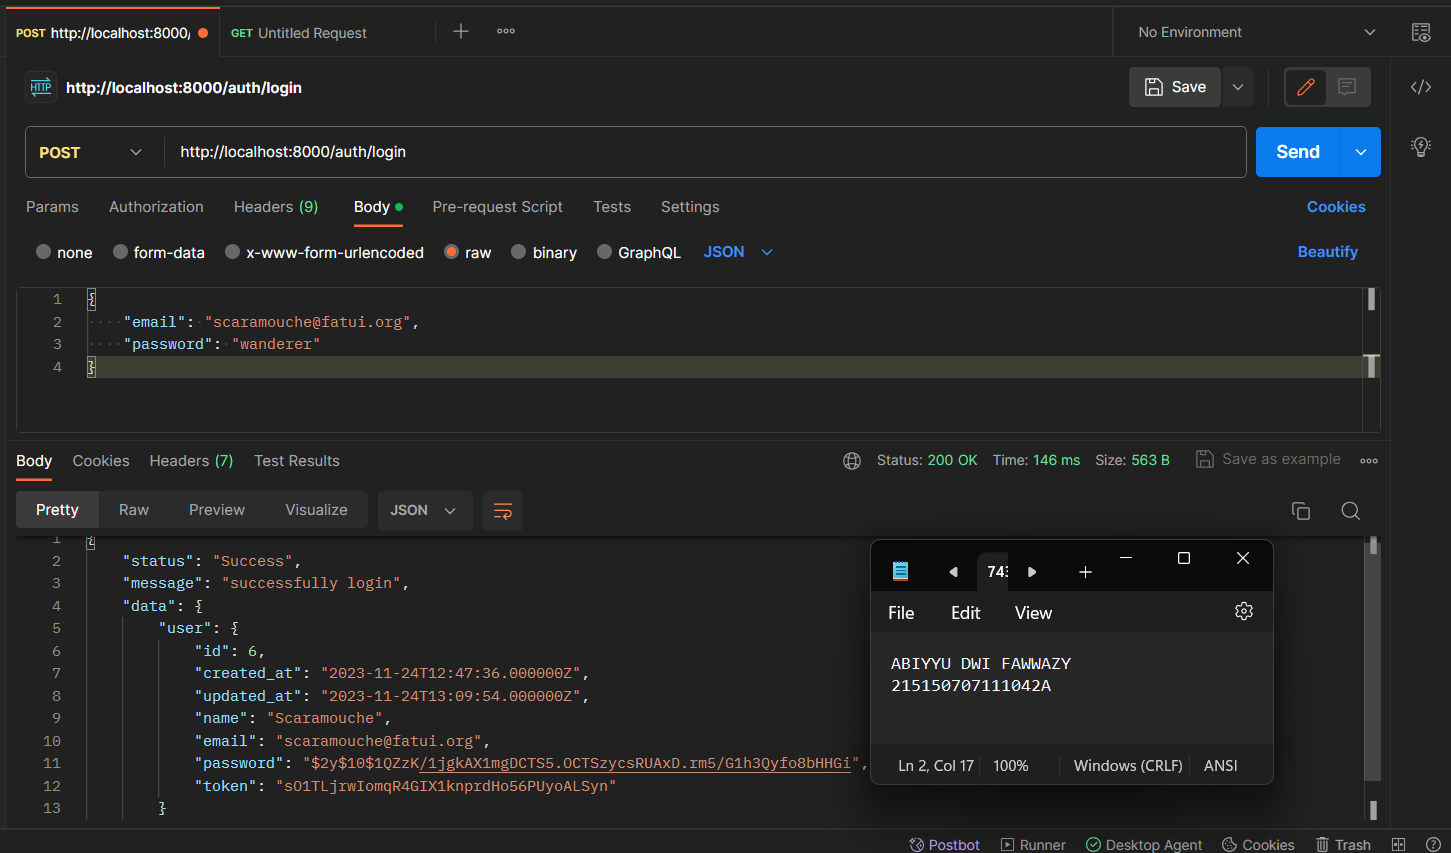 POST http://localhost:8000/ GET Untitled Request No Environment
HTTP http://localhost:8000/auth/login Save
POST http://localhost:8000/auth/login Send
Params Authorization Headers (9) Body Pre-request Script Tests Settings Cookies
none form-data x-www-form-urlencoded raw binary GraphQL JSON Beautify
1 {
2 "email": "scaramouche@fatui.org",
3 "password": "wanderer"
4 }
Body Cookies Headers (7) Test Results Status: 200 OK Time: 146 ms Size: 563 B Save as example
Pretty Raw Preview Visualize JSON
1 {
2 "status": "Success",
3 "message": "successfully login",
4 "data": {
5 "user": {
6 "id": 6,
7 "created_at": "2023-11-24T12:47:36.000000Z",
8 "updated_at": "2023-11-24T13:09:54.000000Z",
9 "name": "Scaramouche",
10 "email": "scaramouche@fatui.org",
11 "password": "$2y$10$1QZzK/1jgkAX1mgDCTS5.OCTSzycsRUAxD.rm5/G1h3Qyfo8bHHGi",
12 "token": "sO1TLjrwIomqR4GIX1knprdHo56PUyoALSyn"
13 }
743
File Edit View
ABIYYU DWI FAWWAZY
215150707111042A
Ln 2, Col 17 100% Windows (CRLF) ANSI
Postbot Runner Desktop Agent Cookies Trash